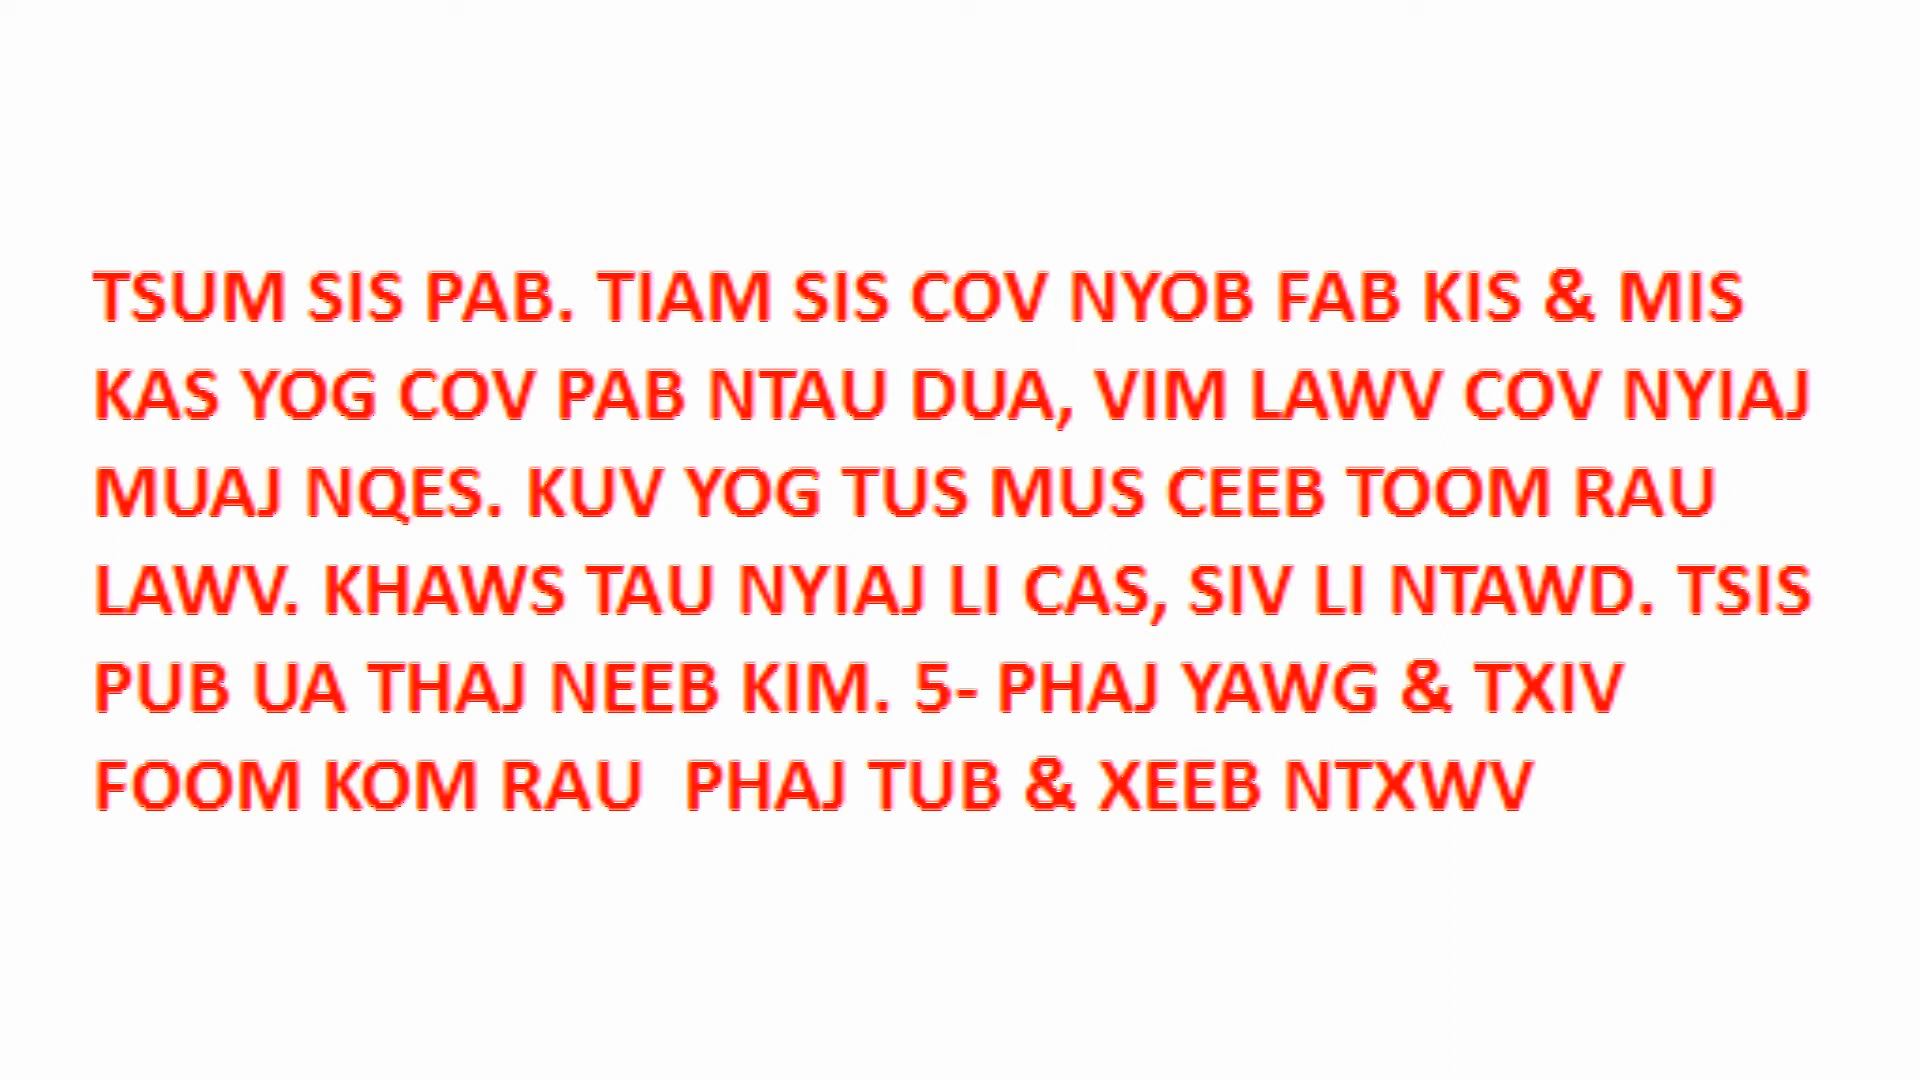 TSUM SIS PAB. TIAM SIS COV NYOB FAB KIS & MIS
KAS YOG COV PAB NTAU DUA, VIM LAWV COV NYIAJ
MUAJ NQES. KUV YOG TUS MUS CEEB TOOM RAU
LAWV. KHAWS TAU NYIAJ LI CAS, SIV LI NTAWD. TSIS
PUB UA THAJ NEEB KIM. 5- PHAJ YAWG & TXIV
FOOM KOM RAU  PHAJ TUB & XEEB NTXWV